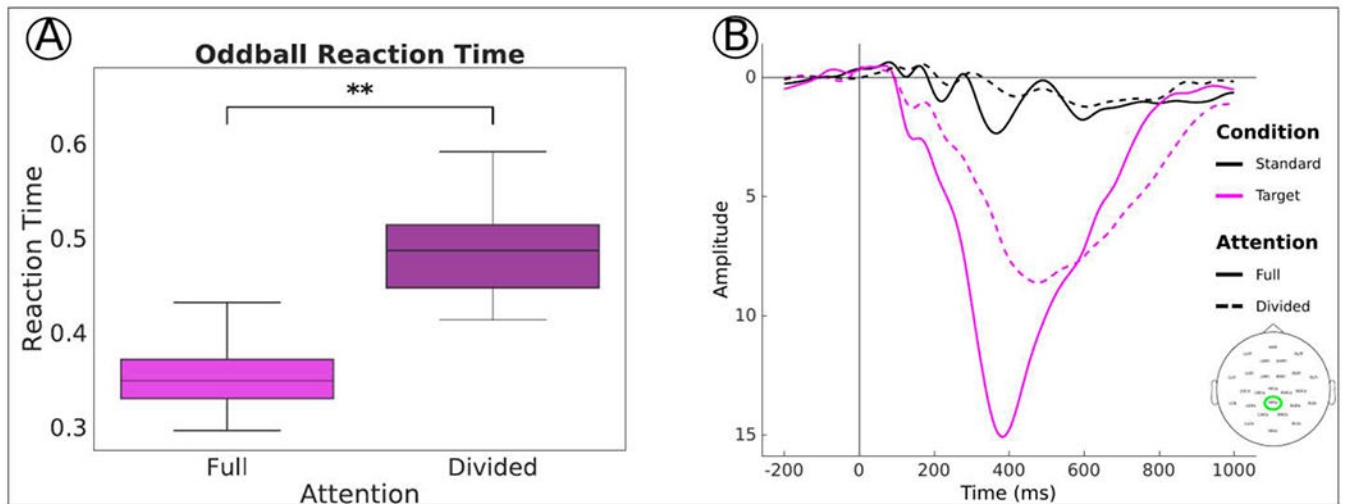 A
Oddball Reaction Time
**
Reaction Time
0.6
0.5
0.4
0.3
Full
Divided
Attention
B
Amplitude
0
5
10
15
-200
0
200
400
600
800
1000
Time (ms)
Condition
Standard
Target
Attention
Full
Divided